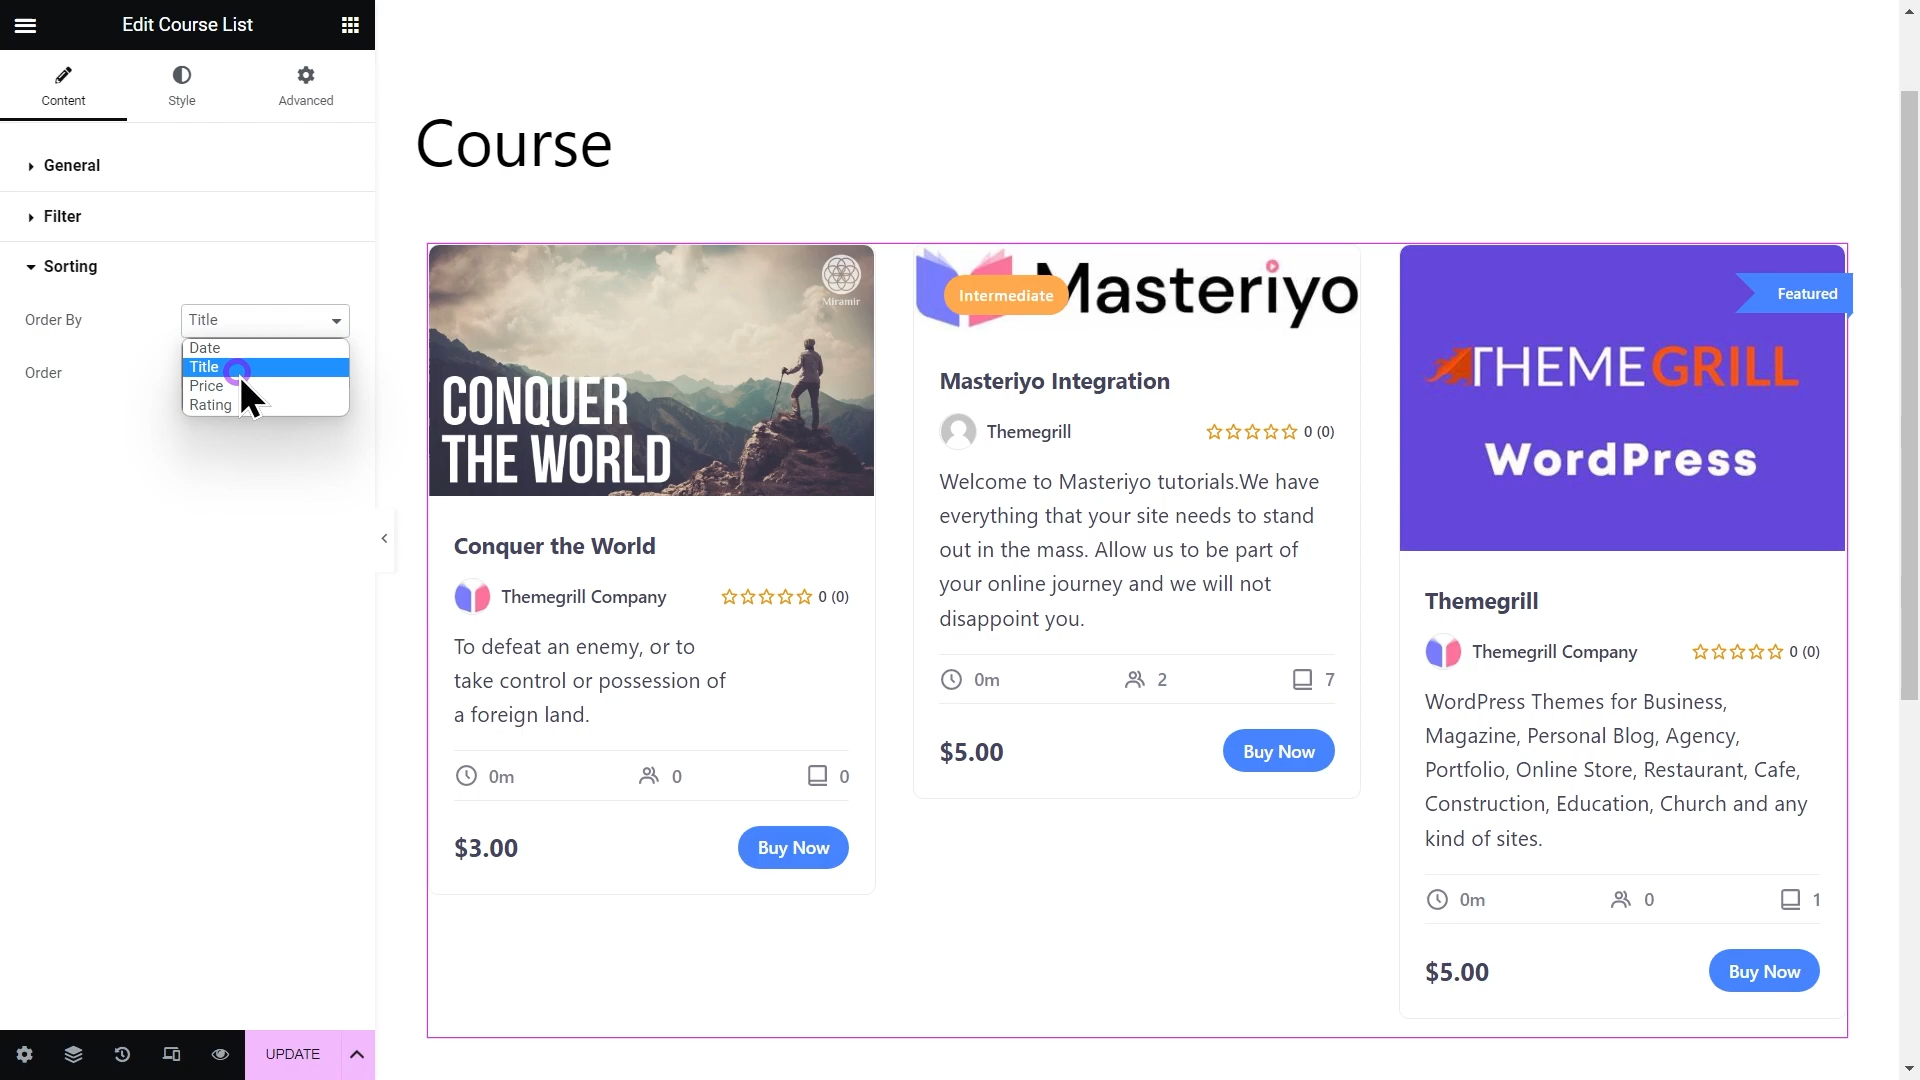 Edit Course List
Content
Style
Advanced
General
Filter
Sorting
Order By
Title
Date
Title
Price
Rating
Order
UPDATE
Course
Miramir
CONQUER
THE WORLD
Conquer the World
Themegrill Company
0 (0)
To defeat an enemy, or to
take control or possession of
a foreign land.
0m
0
0
$3.00
Buy Now
Intermediate
Masteriyo
Masteriyo Integration
Themegrill
0 (0)
Welcome to Masteriyo tutorials.We have
everything that your site needs to stand
out in the mass. Allow us to be part of
your online journey and we will not
disappoint you.
0m
2
7
$5.00
Buy Now
Featured
THEMEGRILL
WordPress
Themegrill
Themegrill Company
0 (0)
WordPress Themes for Business,
Magazine, Personal Blog, Agency,
Portfolio, Online Store, Restaurant, Cafe,
Construction, Education, Church and any
kind of sites.
0m
0
1
$5.00
Buy Now